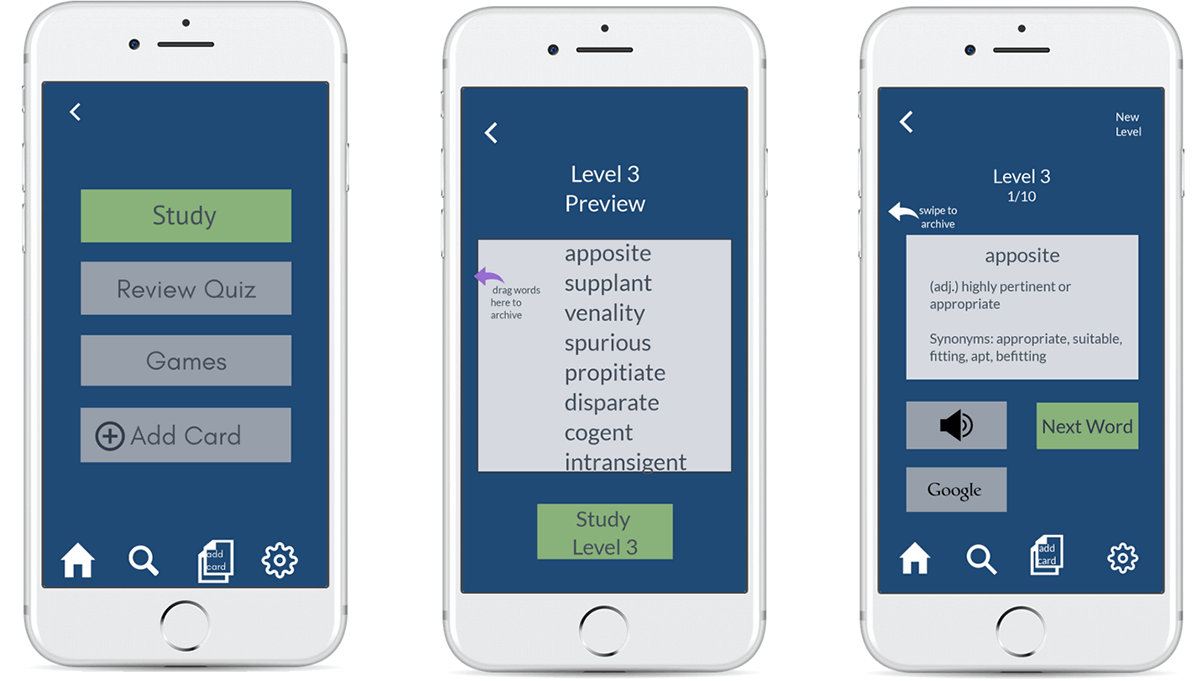 Study
Review Quiz
Games
Add Card
add
card
Level 3
Preview
apposite
supplant
venality
spurious
propitiate
disparate
cogent
intransigent
drag words
here to
archive
Study
Level 3
New
Level
Level 3
1/10
swipe to
archive
apposite
(adj.) highly pertinent or
appropriate
Synonyms: appropriate, suitable,
fitting, apt, befitting
Next Word
Google
add
card